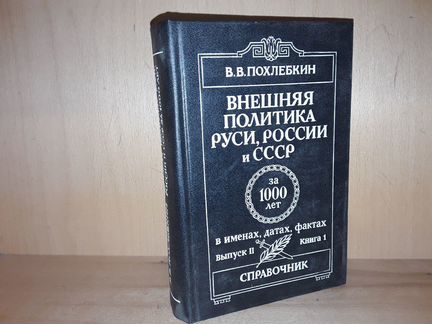 В.В.ПОХЛЕБКИН
ВНЕШНЯЯ
ПОЛИТИКА
РУСИ, РОССИИ
и СССР
за
1000
лет
в именах, датах, фактах
Выпуск II Книга 1
СПРАВОЧНИК